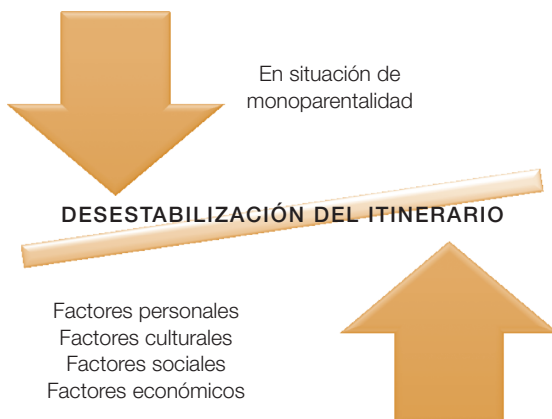 En situación de
monoparentalidad
DESESTABILIZACIÓN DEL ITINERARIO
Factores personales
Factores culturales
Factores sociales
Factores económicos